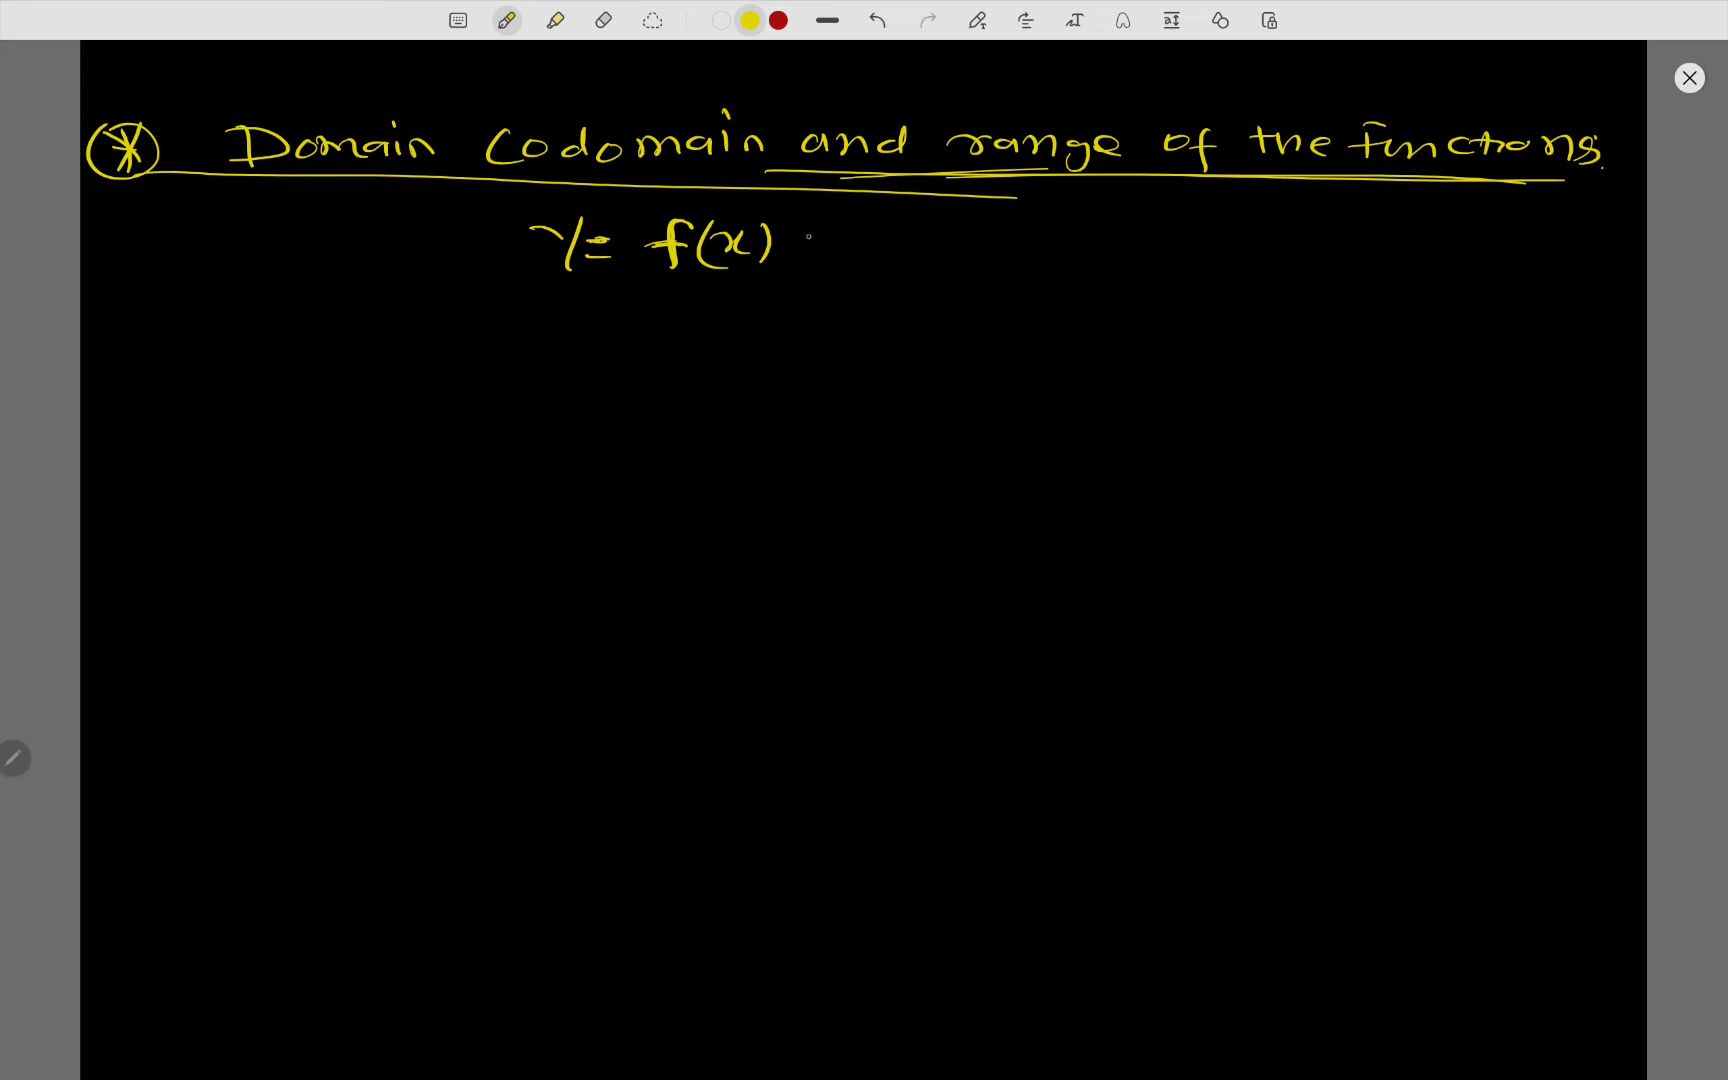 Domain Codomain and range of the functions.
y = f(x)